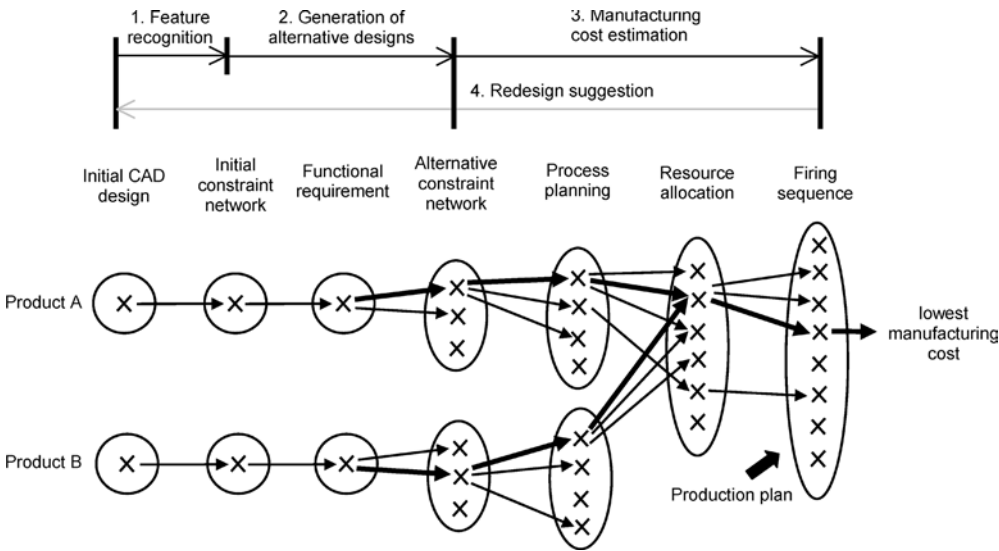 1. Feature
recognition
2. Generation of
alternative designs
3. Manufacturing
cost estimation
4. Redesign suggestion
Initial CAD
design
Initial
constraint
network
Functional
requirement
Alternative
constraint
network
Process
planning
Resource
allocation
Firing
sequence
Product A
lowest
manufacturing
cost
Product B
Production plan